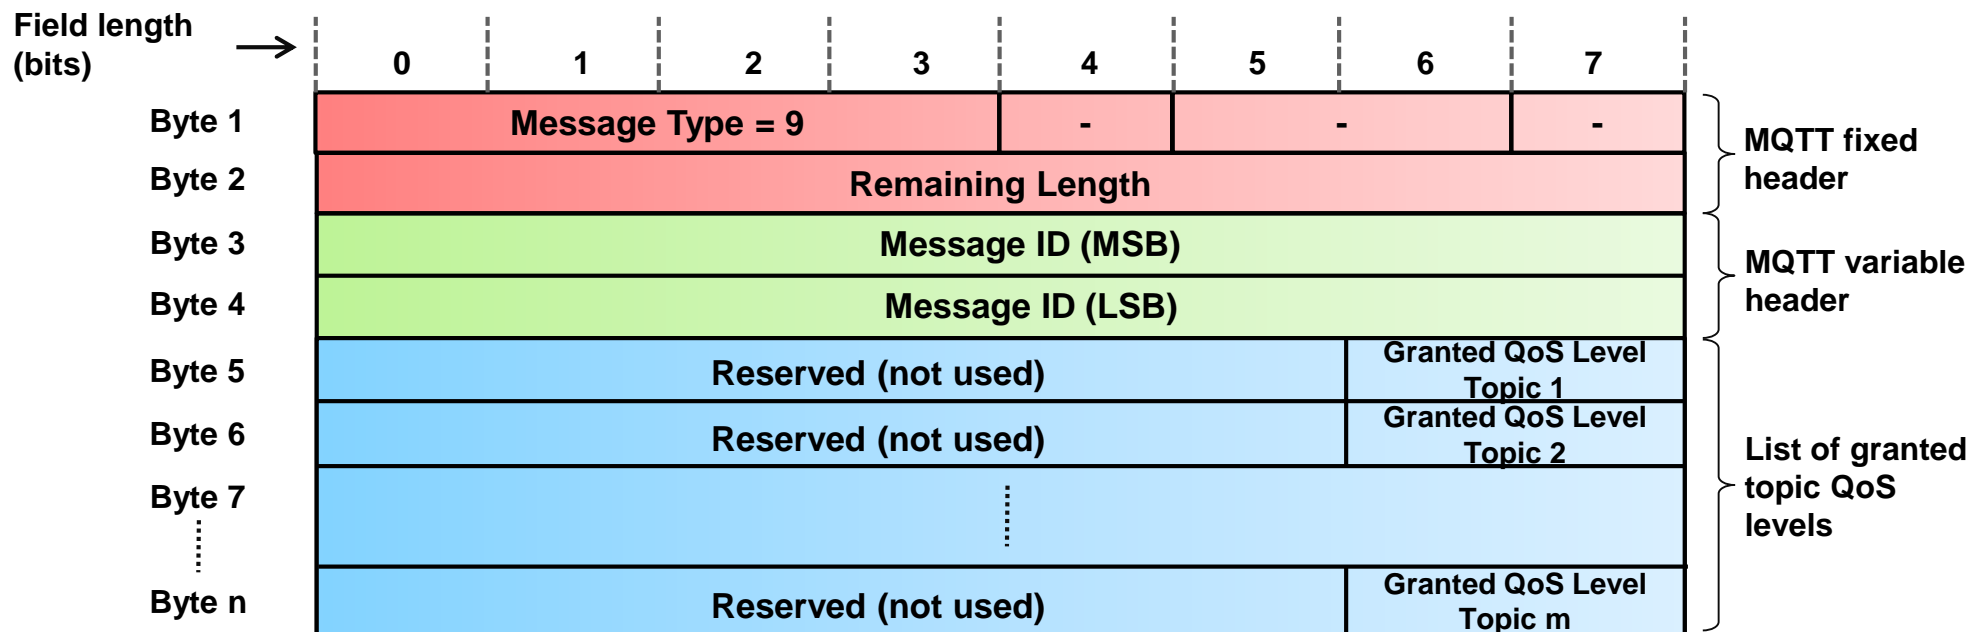 Field length
(bits)
0 1 2 3 4 5 6 7
Byte 1 Message Type = 9 - - -
Byte 2 Remaining Length
MQTT fixed
header
Byte 3 Message ID (MSB)
Byte 4 Message ID (LSB)
MQTT variable
header
Byte 5 Reserved (not used) Granted QoS Level
Topic 1
Byte 6 Reserved (not used) Granted QoS Level
Topic 2
Byte 7
Byte n Reserved (not used) Granted QoS Level
Topic m
List of granted
topic QoS
levels